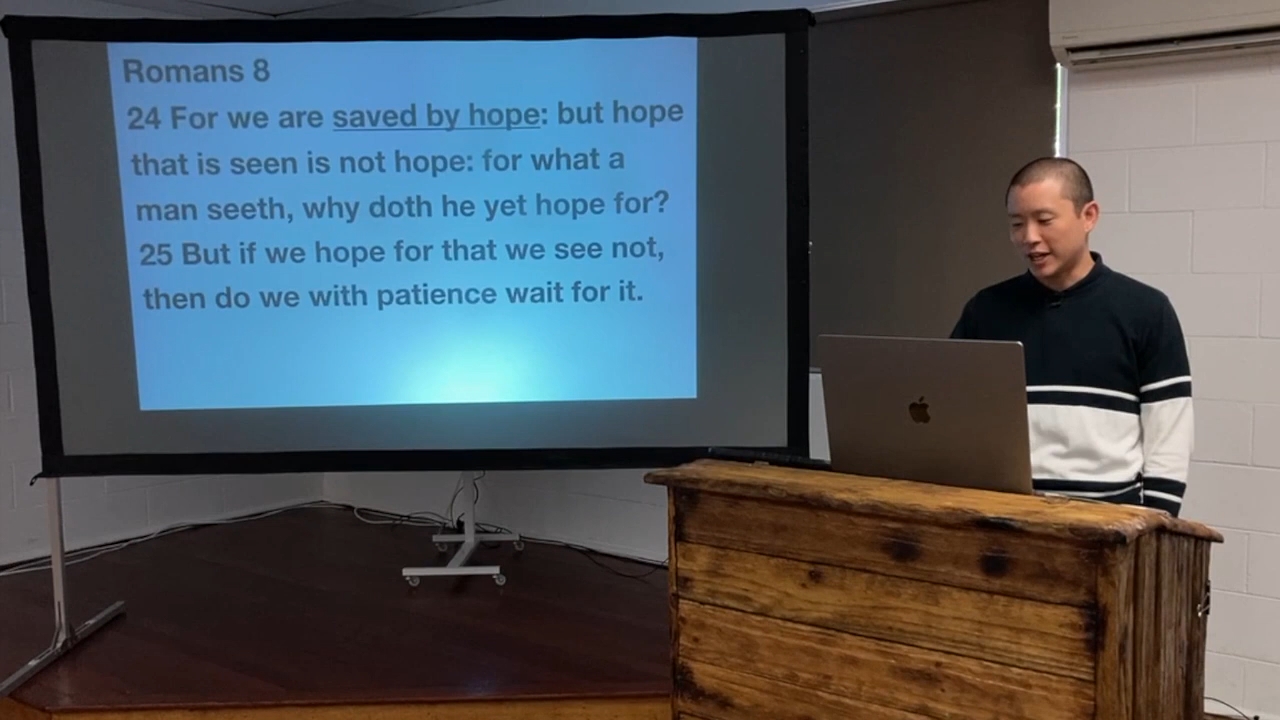 Romans 8
24 For we are saved by hope: but hope
that is seen is not hope: for what a
man seeth, why doth he yet hope for?
25 But if we hope for that we see not,
then do we with patience wait for it.